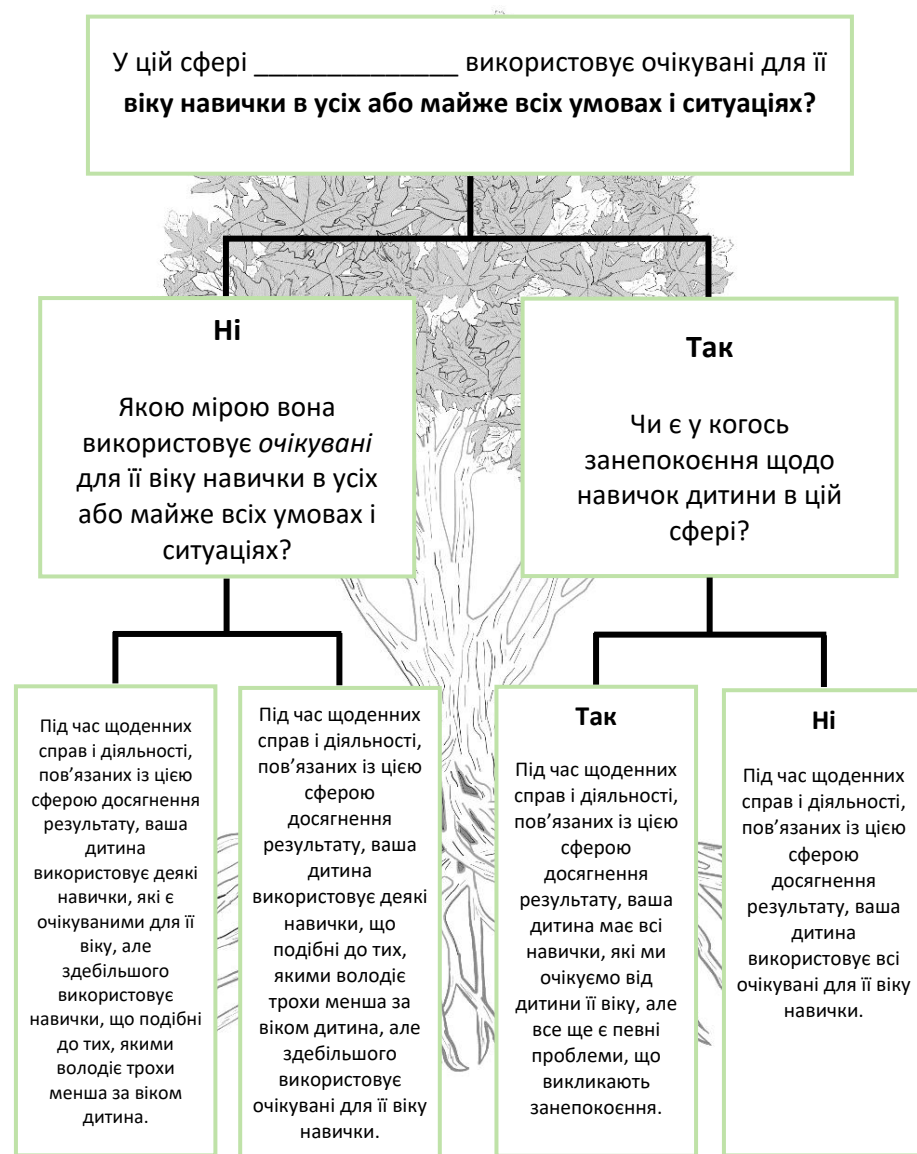 У цій сфері ______________ використовує очікувані для її
віку навички в усіх або майже всіх умовах і ситуаціях?
Ні
Якою мірою вона
використовує очікувані
для її віку навички в усіх
або майже всіх умовах і
ситуаціях?
Так
Чи є у когось
занепокоєння щодо
навичок дитини в цій
сфері?
Під час щоденних
справ і діяльності,
пов’язаних із цією
сферою досягнення
результату, ваша
дитина
використовує деякі
навички, які є
очікуваними для її
віку, але
здебільшого
використовує
навички, що подібні
до тих, якими
володіє трохи
менша за віком
дитина.
Під час щоденних
справ і діяльності,
пов’язаних із цією
сферою
досягнення
результату, ваша
дитина
використовує деякі
навички, що
подібні до тих,
якими володіє
трохи менша за
віком дитина, але
здебільшого
використовує
очікувані для її віку
навички.
Так
Під час щоденних
справ і діяльності,
пов’язаних із цією
сферою
досягнення
результату, ваша
дитина має всі
навички, які ми
очікуємо від
дитини її віку, але
все ще є певні
проблеми, що
викликають
занепокоєння.
Ні
Під час щоденних
справ і діяльності,
пов’язаних із цією
сферою
досягнення
результату, ваша
дитина
використовує всі
очікувані для її віку
навички.